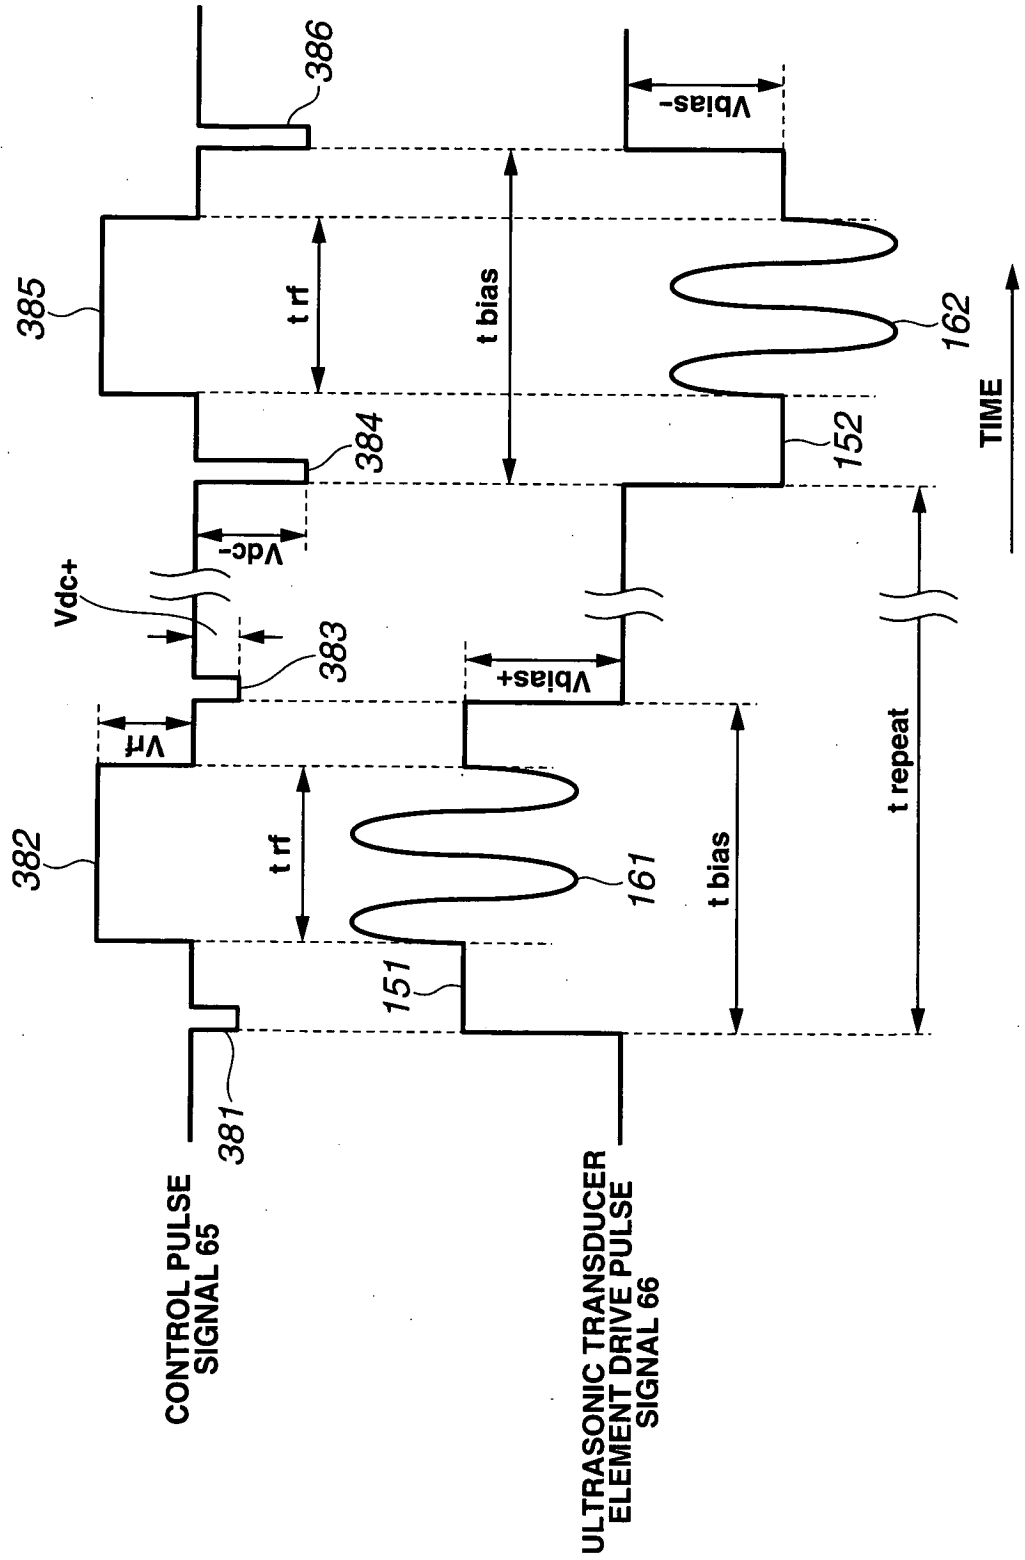 CONTROL PULSE
SIGNAL 65
381
382
Vrf
t rf
383
Vdc+
Vdc-
384
385
t rf
t bias
386
ULTRASONIC TRANSDUCER
ELEMENT DRIVE PULSE
SIGNAL 66
151
161
Vbias+
t bias
t repeat
152
162
Vbias-
TIME